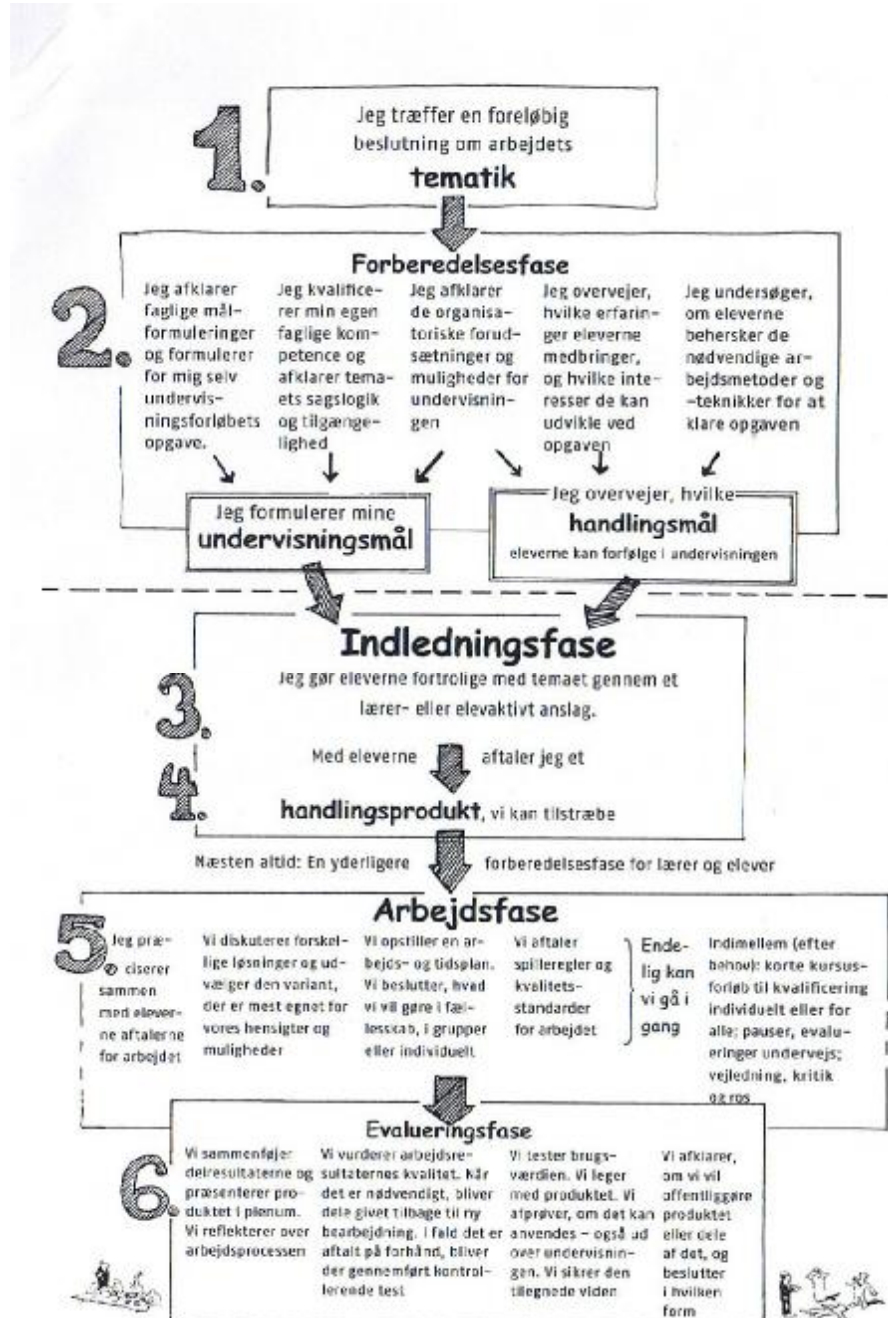 1.
Jeg træffer en foreløbig
beslutning om arbejdets
tematik
Forberedelsesfase
2.
Jeg afklarer
faglige mål-
formuleringer
og formulerer
for mig selv
undervis-
ningsforløbets
opgave.
Jeg kvalifice-
rer min egen
faglige kom-
petence og
afklarer tema-
ets sagslogik
og tilgænge-
lighed
Jeg afklarer
de organisa-
toriske forud-
sætninger og
muligheder for
undervisnin-
gen
Jeg overvejer,
hvilke erfarin-
ger eleverne
medbringer,
og hvilke inte-
resser de kan
udvikle ved
opgaven
Jeg undersøger,
om eleverne
behersker de
nødvendige ar-
bejdsmetoder og
-teknikker for at
klare opgaven
Jeg formulerer mine
undervisningsmål
Jeg overvejer, hvilke
handlingsmål
eleverne kan forfølge i undervisningen
Indledningsfase
3.
Jeg gør eleverne fortrolige med temaet gennem et
lærer- eller elevaktivt anslag.
Med eleverne aftaler jeg et
4.
handlingsprodukt, vi kan tilstræbe
Næsten altid: En yderligere forberedelsesfase for lærer og elever
Arbejdsfase
5.
Jeg præ-
ciserer
sammen
med elever-
ne aftalerne
for arbejdet
Vi diskuterer forskel-
lige løsninger og ud-
vælger den variant,
der er mest egnet for
vores hensigter og
muligheder
Vi opstiller en ar-
bejds- og tidsplan.
Vi beslutter, hvad
vi vil gøre i fæl-
lesskab, i grupper
eller individuelt
Vi aftaler
spilleregler og
kvalitets-
standarder
for arbejdet
Ende-
lig kan
vi gå i
gang
Indimellem (efter
behov): korte kursus-
forløb til kvalificering
individuelt eller for
alle; pauser, evalu-
eringer undervejs;
vejledning, kritik
og ros
Evalueringsfase
6.
Vi sammenføjer
delresultaterne og
præsenterer pro-
duktet i plenum.
Vi reflekterer over
arbejdsprocessen
Vi vurderer arbejdsre-
sultaternes kvalitet. Når
det er nødvendigt, bliver
dele givet tilbage til ny
bearbejdning. I fald det er
aftalt på forhånd, bliver
der gennemført kontrol-
lerende test
Vi tester brugs-
værdien. Vi leger
med produktet. Vi
afprøver, om det kan
anvendes – også ud
over undervisnin-
gen. Vi sikrer den
tilegnede viden
Vi afklarer,
om vi vil
offentliggøre
produktet
eller dele
af det, og
beslutter
i hvilken
form